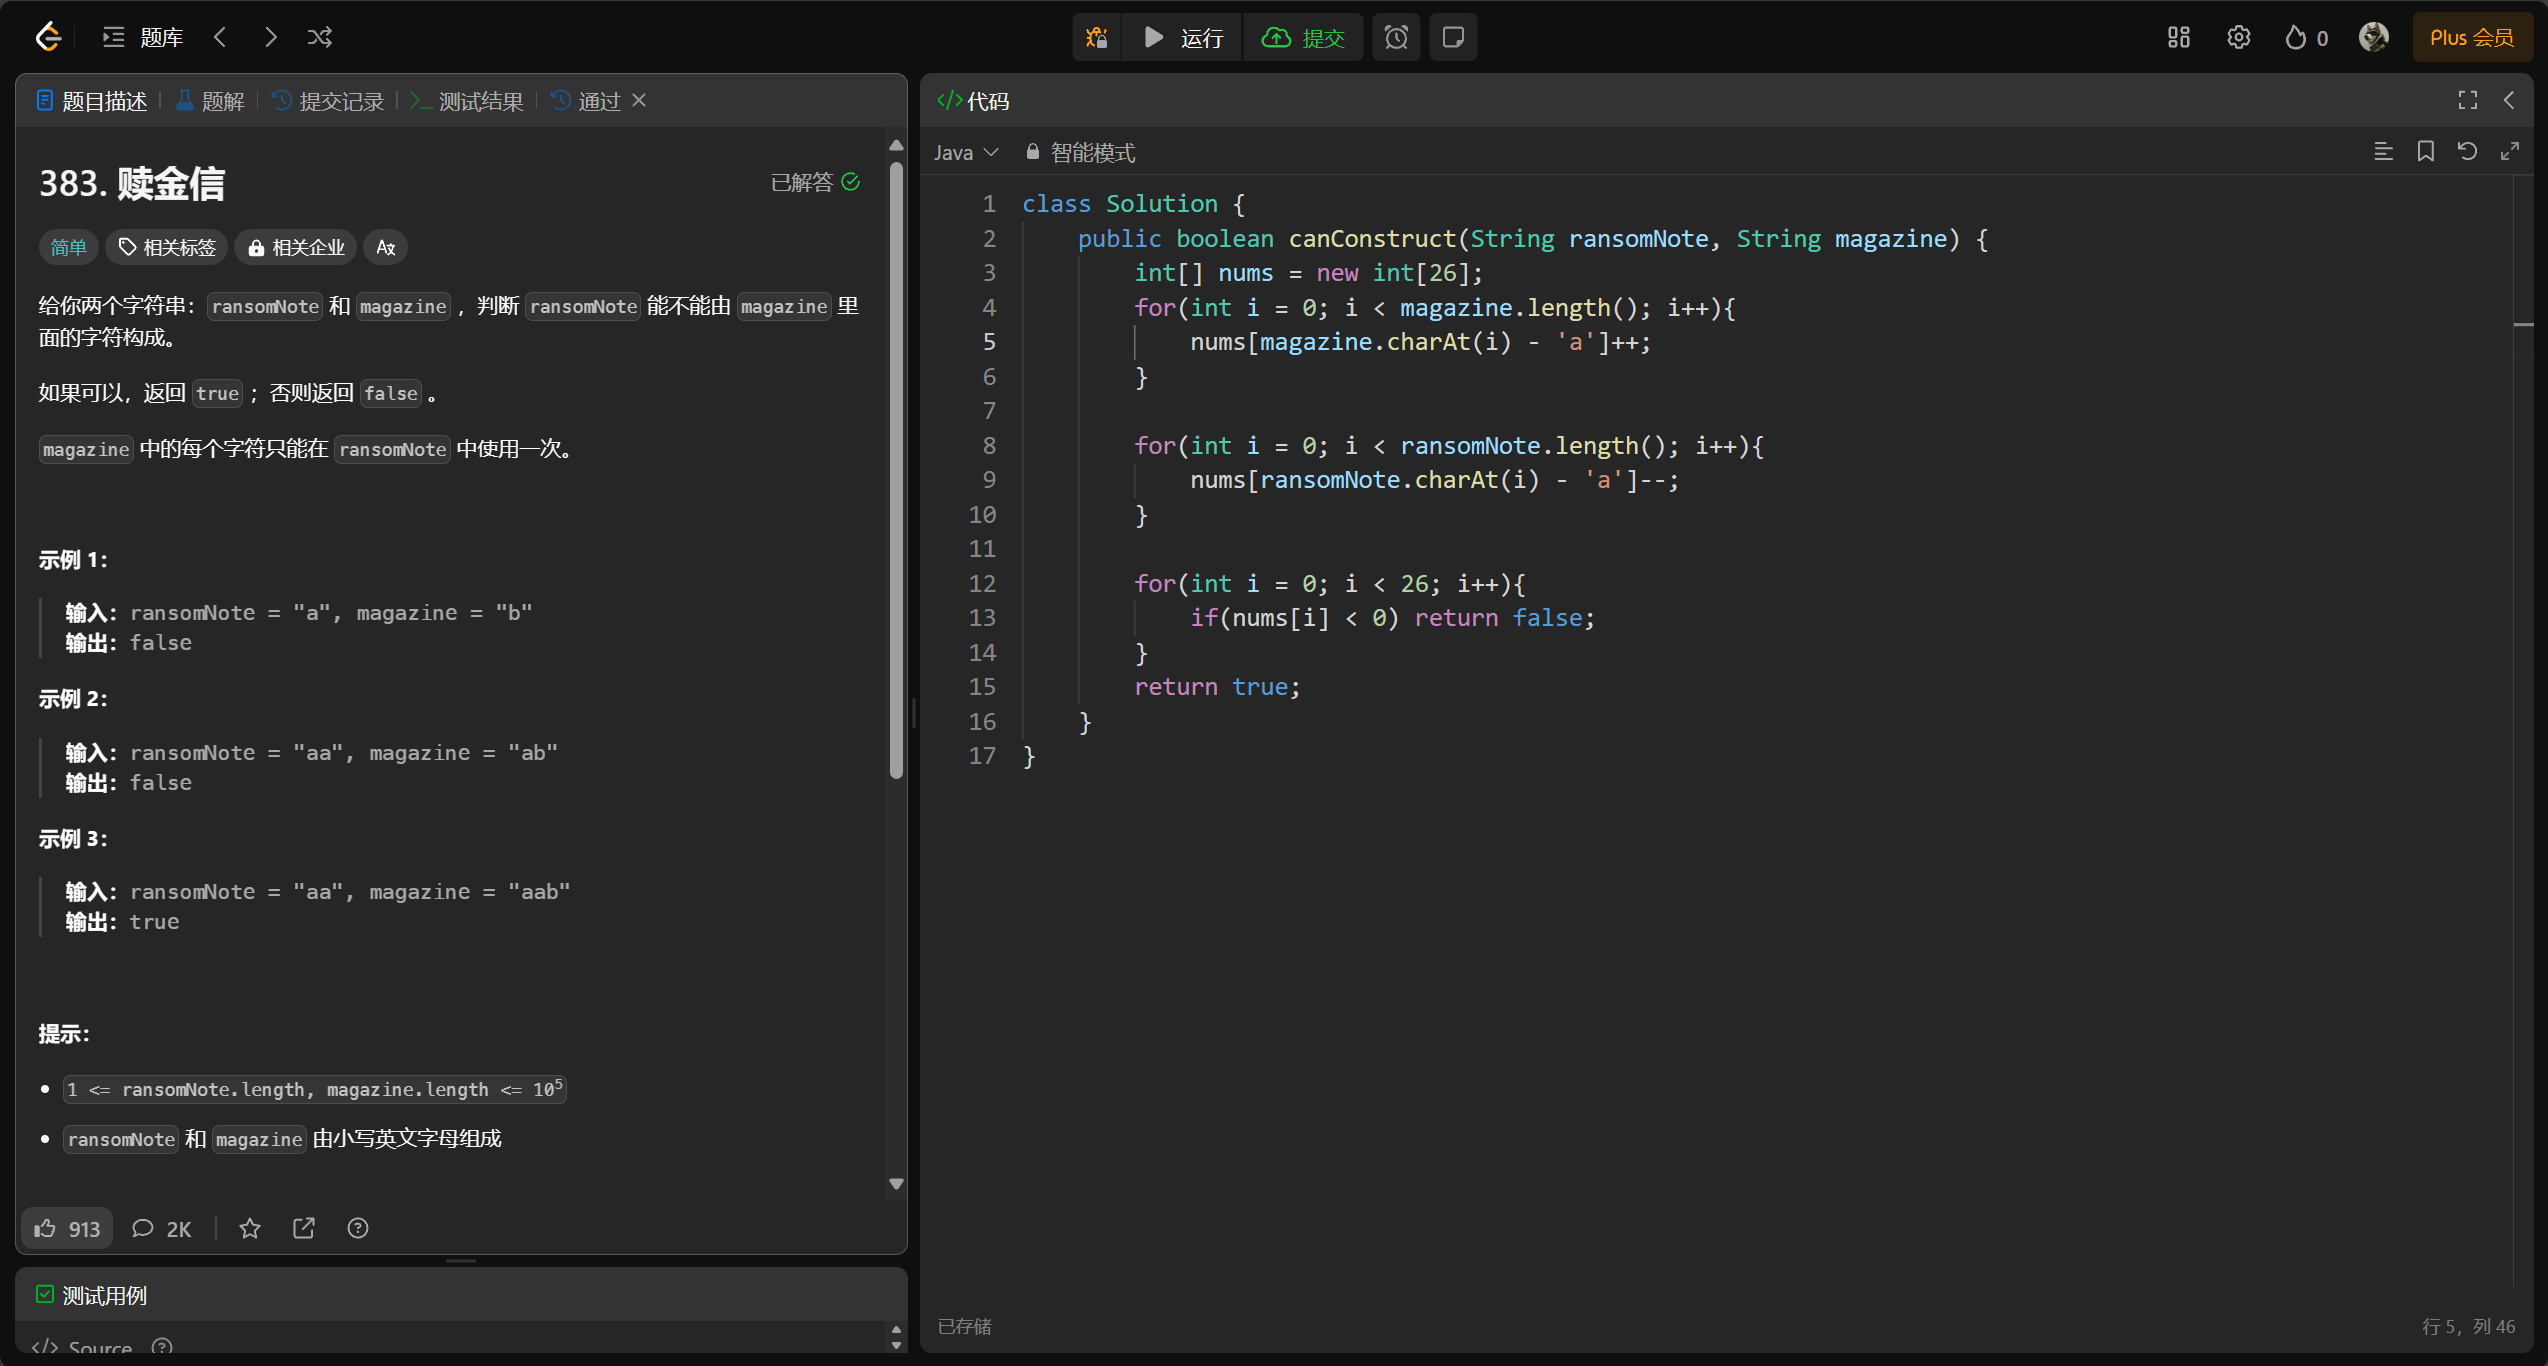 题库
运行
提交
0
Plus 会员
题目描述
题解
提交记录
测试结果
通过
383. 赎金信
已解答
简单
相关标签
相关企业
给你两个字符串：ransomNote 和 magazine ，判断 ransomNote 能不能由 magazine 里
面的字符构成。
如果可以，返回 true ；否则返回 false 。
magazine 中的每个字符只能在 ransomNote 中使用一次。
示例 1：
输入：ransomNote = "a", magazine = "b"
输出：false
示例 2：
输入：ransomNote = "aa", magazine = "ab"
输出：false
示例 3：
输入：ransomNote = "aa", magazine = "aab"
输出：true
提示：
1 <= ransomNote.length, magazine.length <= 10⁵
ransomNote 和 magazine 由小写英文字母组成
913
2K
测试用例
</> Source
</> 代码
Java
智能模式
1 class Solution {
2     public boolean canConstruct(String ransomNote, String magazine) {
3         int[] nums = new int[26];
4         for(int i = 0; i < magazine.length(); i++){
5             nums[magazine.charAt(i) - 'a']++;
6         }
7
8         for(int i = 0; i < ransomNote.length(); i++){
9             nums[ransomNote.charAt(i) - 'a']--;
10         }
11
12         for(int i = 0; i < 26; i++){
13             if(nums[i] < 0) return false;
14         }
15         return true;
16     }
17 }
已存储
行 5，列 46